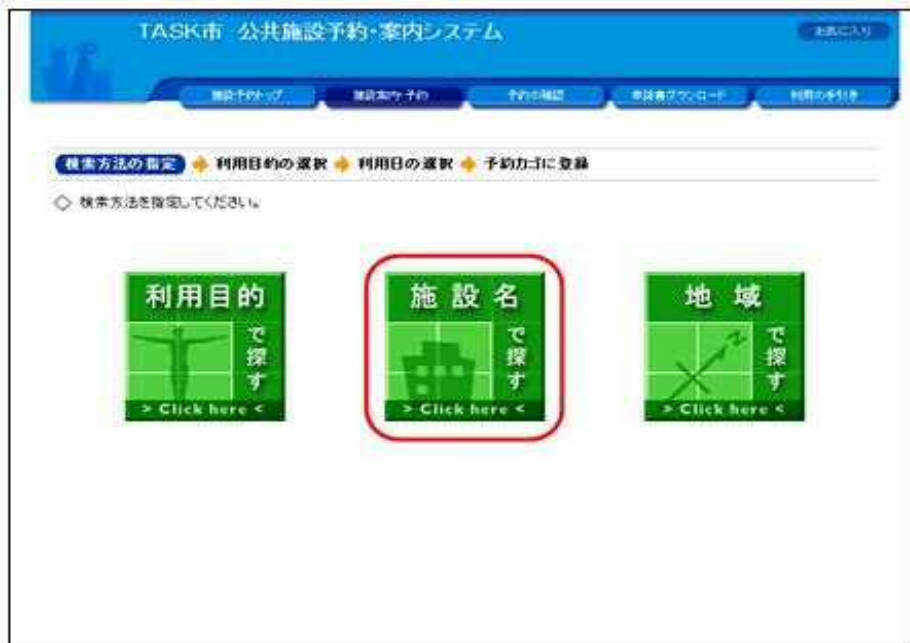 TASK市 公共施設予約・案内システム
お気に入り
施設予約トップ 施設案内・予約 予約の確認 申請書ダウンロード 利用の手引き
検索方法の指定 利用目的の選択 利用日の選択 予約カゴに登録
◇ 検索方法を指定してください。
利用目的
で探す
> Click here <
施設名
で探す
> Click here <
地域
で探す
> Click here <